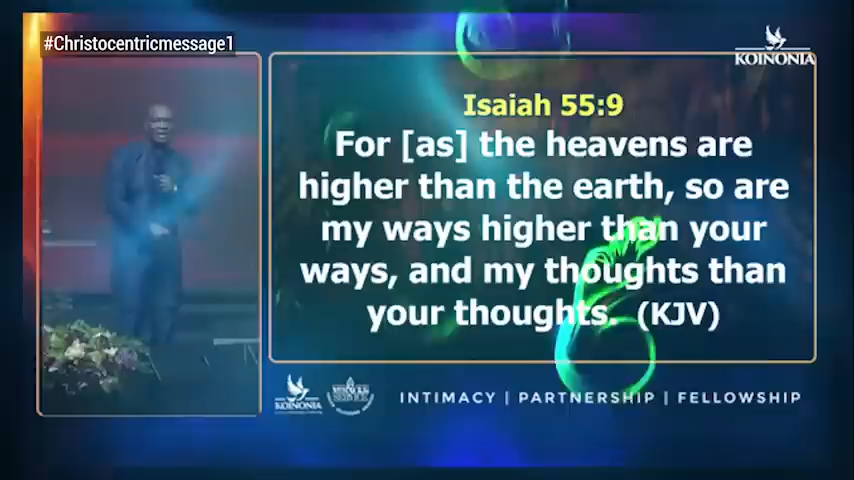 #Christocentricmessage1
KOINONIA
Isaiah 55:9
For [as] the heavens are
higher than the earth, so are
my ways higher than your
ways, and my thoughts than
your thoughts. (KJV)
KOINONIA
INTIMACY | PARTNERSHIP | FELLOWSHIP